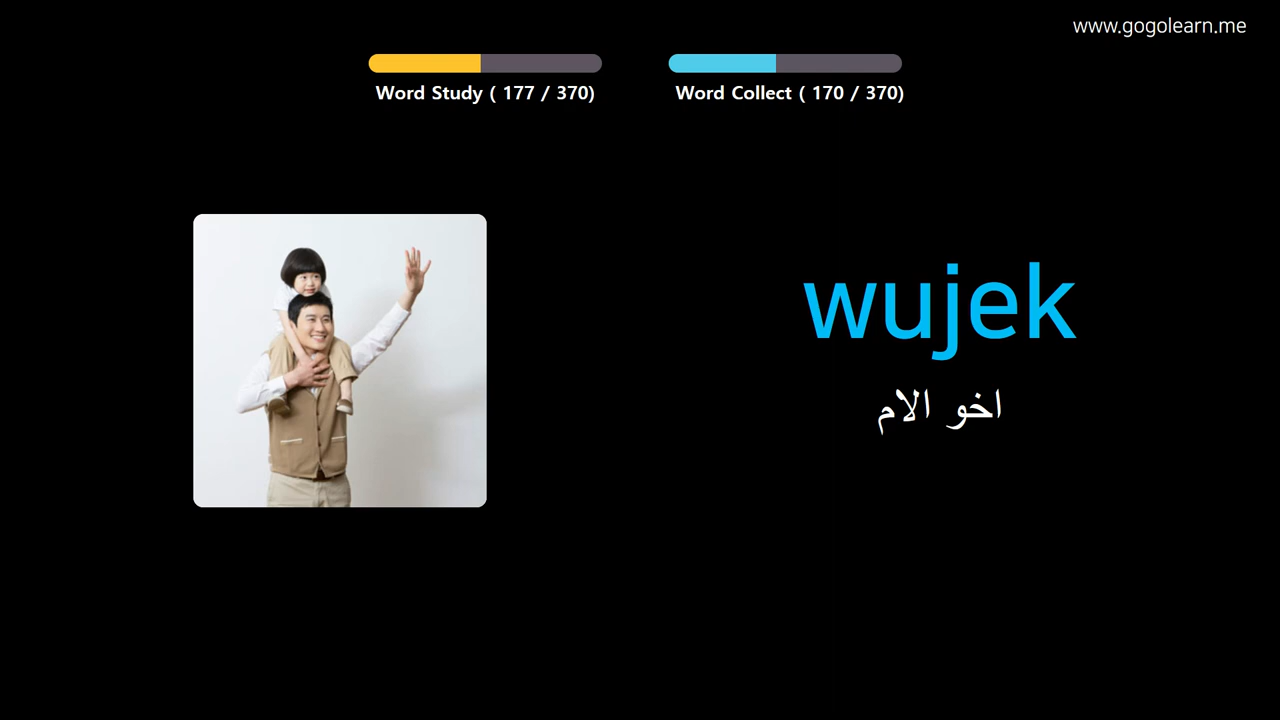 www.gogolearn.me
Word Study ( 177 / 370)
Word Collect ( 170 / 370)
wujek
اخو الام